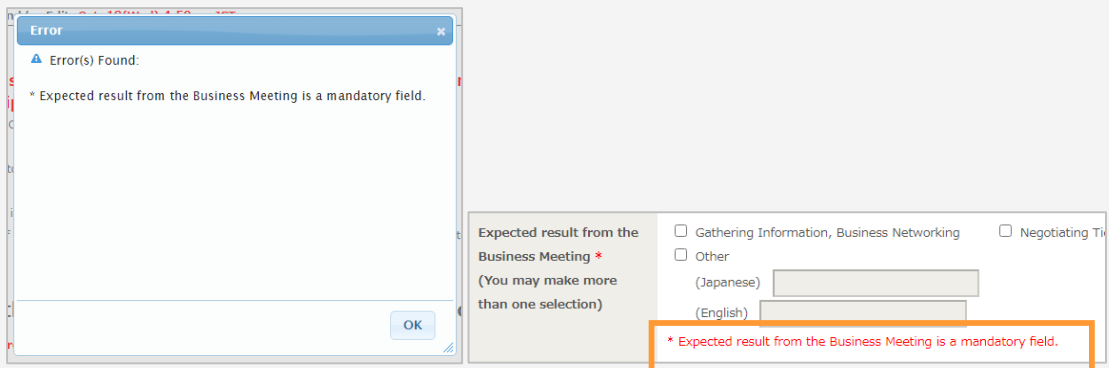 Error
Error(s) Found:
* Expected result from the Business Meeting is a mandatory field.
OK
Expected result from the
Business Meeting *
(You may make more
than one selection)
Gathering Information, Business Networking
Negotiating
Other
(Japanese)
(English)
* Expected result from the Business Meeting is a mandatory field.